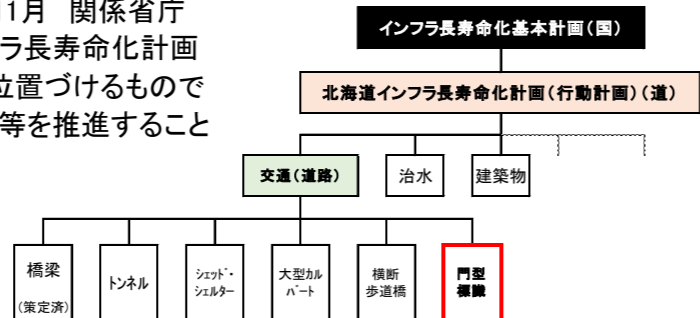 1月 関係省庁
ラ長寿命化計画
位置づけるもので
等を推進すること
インフラ長寿命化基本計画(国)
北海道インフラ長寿命化計画(行動計画)(道)
交通(道路)
治水
建築物
橋梁
(策定済)
トンネル
ｼｪｯﾄﾞ・
ｼｪﾙﾀｰ
大型カル
バート
横断
歩道橋
門型
標識